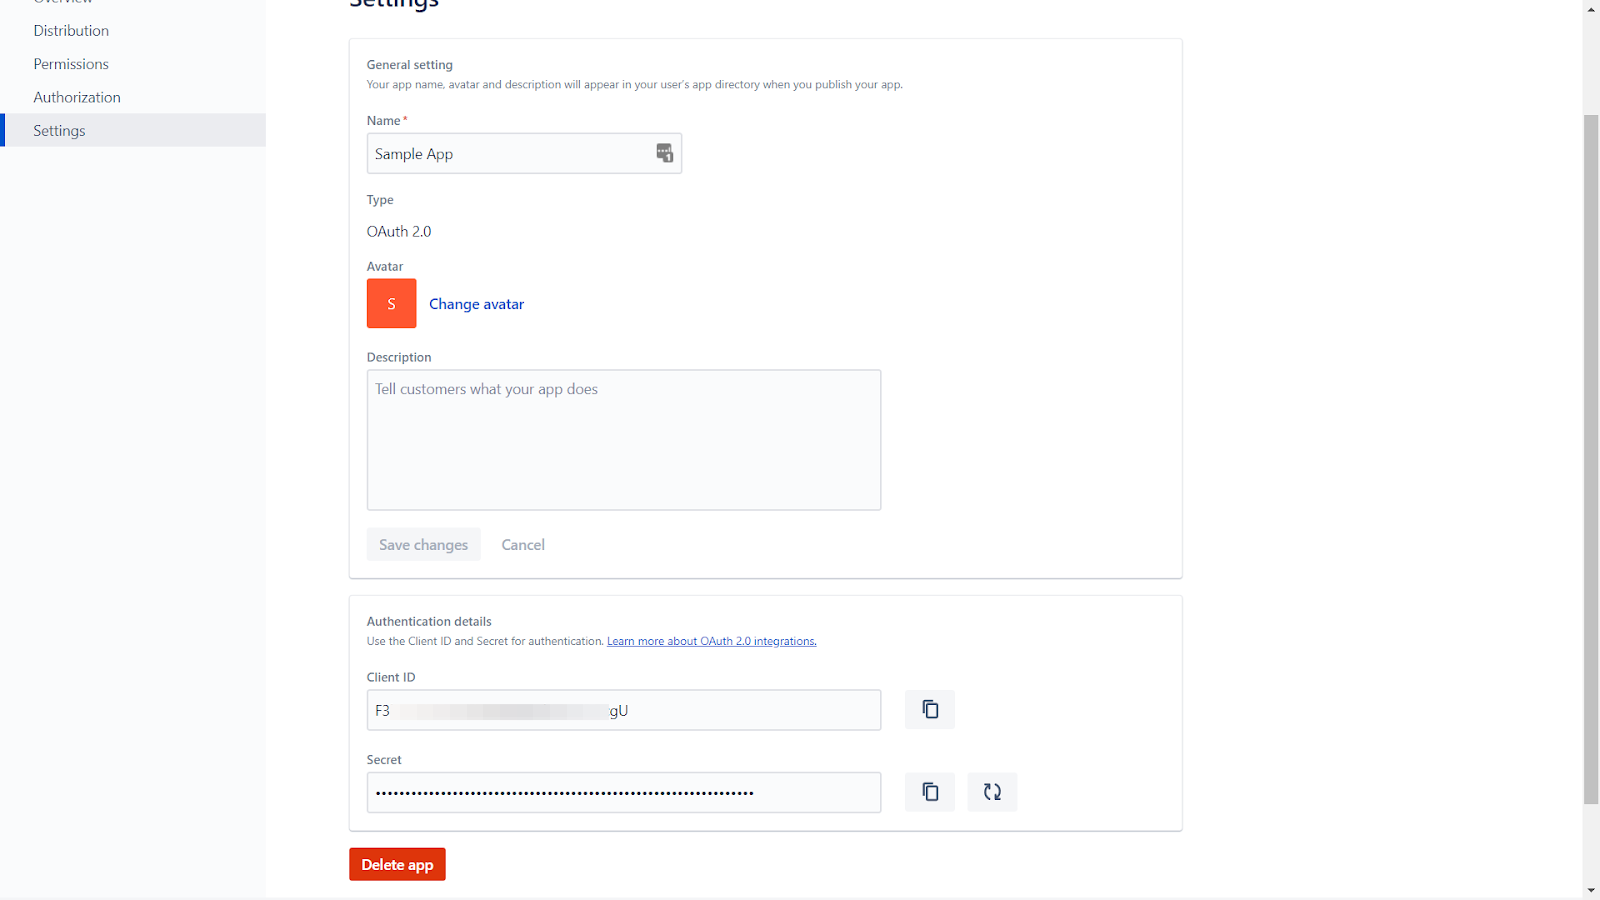 Overview
Distribution
Permissions
Authorization
Settings
Settings
General setting
Your app name, avatar and description will appear in your user's app directory when you publish your app.
Name*
Sample App
1
Type
OAuth 2.0
Avatar
S
Change avatar
Description
Tell customers what your app does
Save changes
Cancel
Authentication details
Use the Client ID and Secret for authentication. Learn more about OAuth 2.0 integrations.
Client ID
F3 gU
Secret
Delete app